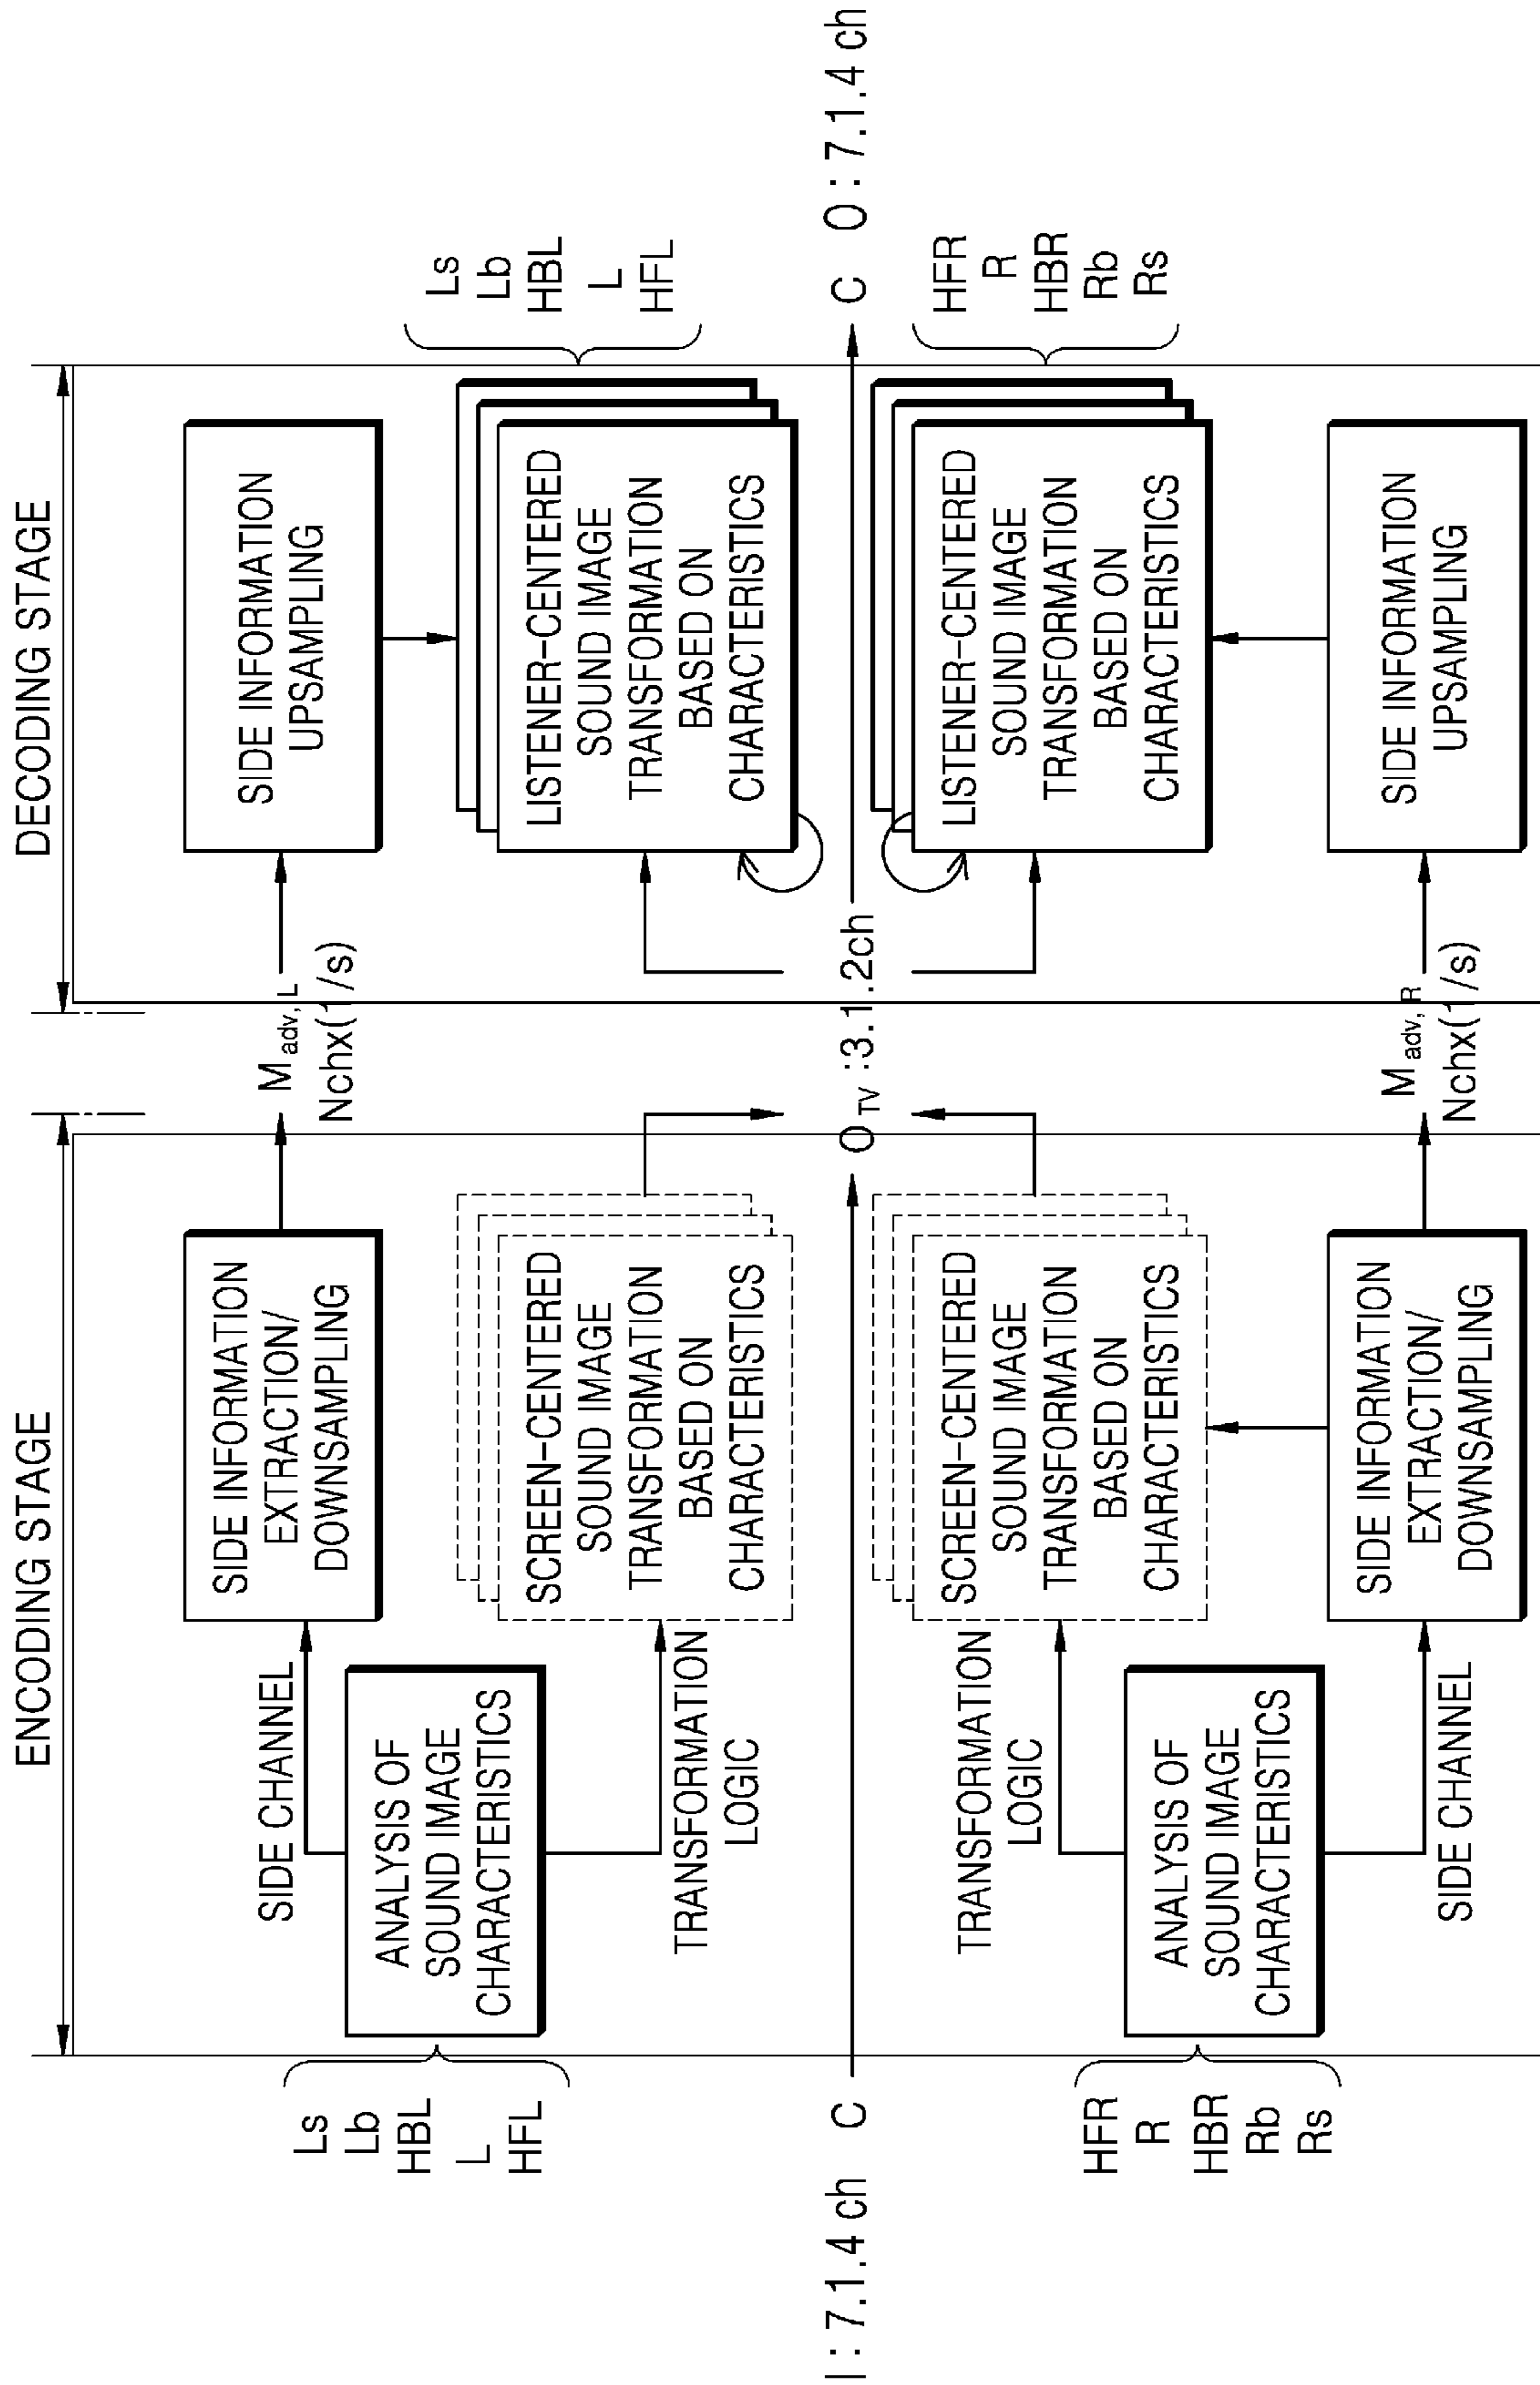 ENCODING STAGE
DECODING STAGE
Ls
Lb
HBL
L
HFL
SIDE CHANNEL
ANALYSIS OF
SOUND IMAGE
CHARACTERISTICS
TRANSFORMATION
LOGIC
SIDE INFORMATION
EXTRACTION/
DOWNSAMPLING
SCREEN-CENTERED
SOUND IMAGE
TRANSFORMATION
BASED ON
CHARACTERISTICS
M adv, L
Nchx(1/s)
SIDE INFORMATION
UPSAMPLING
LISTENER-CENTERED
SOUND IMAGE
TRANSFORMATION
BASED ON
CHARACTERISTICS
Ls
Lb
HBL
L
HFL
I : 7.1.4 ch C
O TV :3.1.2ch
C O : 7.1.4 ch
HFR
R
HBR
Rb
Rs
TRANSFORMATION
LOGIC
ANALYSIS OF
SOUND IMAGE
CHARACTERISTICS
SIDE CHANNEL
SCREEN-CENTERED
SOUND IMAGE
TRANSFORMATION
BASED ON
CHARACTERISTICS
SIDE INFORMATION
EXTRACTION/
DOWNSAMPLING
M adv, R
Nchx(1/s)
LISTENER-CENTERED
SOUND IMAGE
TRANSFORMATION
BASED ON
CHARACTERISTICS
SIDE INFORMATION
UPSAMPLING
HFR
R
HBR
Rb
Rs